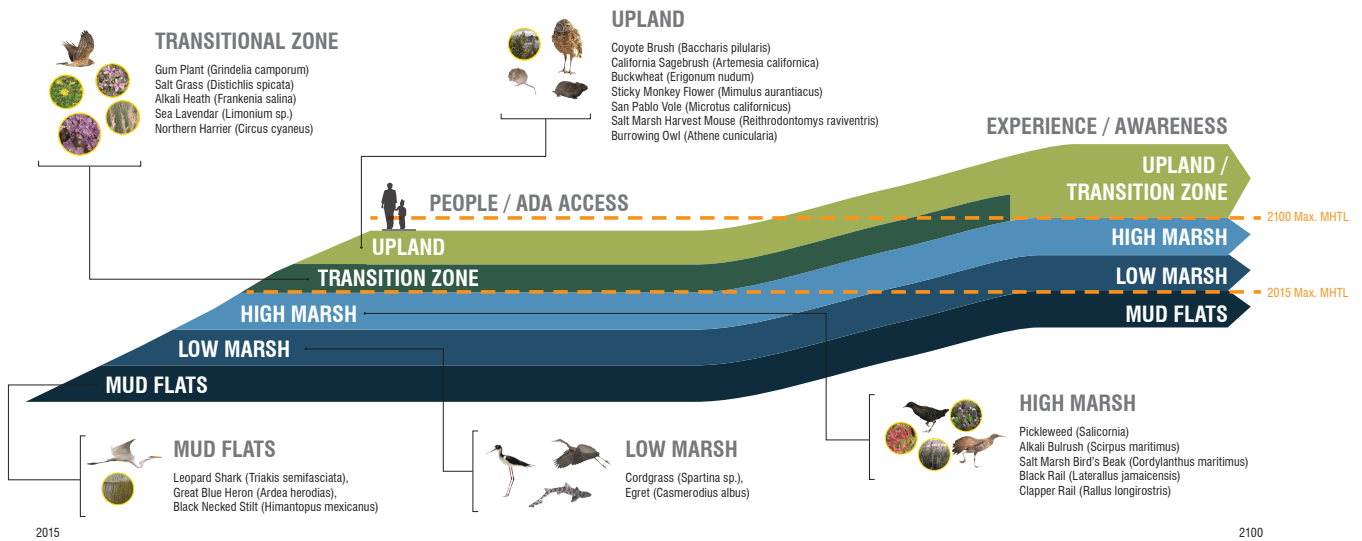 TRANSITIONAL ZONE
Gum Plant (Grindelia camporum)
Salt Grass (Distichlis spicata)
Alkali Heath (Frankenia salina)
Sea Lavendar (Limonium sp.)
Northern Harrier (Circus cyaneus)
UPLAND
Coyote Brush (Baccharis pilularis)
California Sagebrush (Artemesia californica)
Buckwheat (Erigonum nudum)
Sticky Monkey Flower (Mimulus aurantiacus)
San Pablo Vole (Microtus californicus)
Salt Marsh Harvest Mouse (Reithrodontomys raviventris)
Burrowing Owl (Athene cunicularia)
EXPERIENCE / AWARENESS
UPLAND /
TRANSITION ZONE
PEOPLE / ADA ACCESS
2100 Max. MHTL
UPLAND
HIGH MARSH
TRANSITION ZONE
LOW MARSH
2015 Max. MHTL
HIGH MARSH
MUD FLATS
LOW MARSH
MUD FLATS
MUD FLATS
Leopard Shark (Triakis semifasciata),
Great Blue Heron (Ardea herodias),
Black Necked Stilt (Himantopus mexicanus)
LOW MARSH
Cordgrass (Spartina sp.),
Egret (Casmerodius albus)
HIGH MARSH
Pickleweed (Salicornia)
Alkali Bulrush (Scirpus maritimus)
Salt Marsh Bird's Beak (Cordylanthus maritimus)
Black Rail (Laterallus jamaicensis)
Clapper Rail (Rallus longirostris)
2015
2100